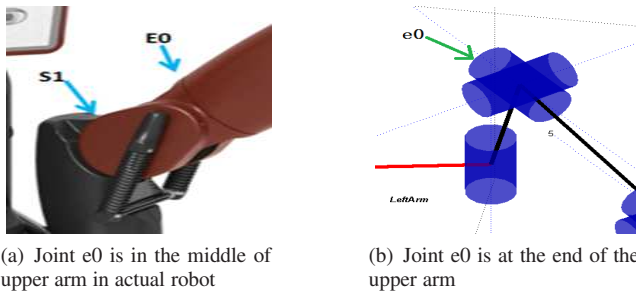 E0
S1
(a) Joint e0 is in the middle of
upper arm in actual robot
e0
5
LeftArm
(b) Joint e0 is at the end of the
upper arm